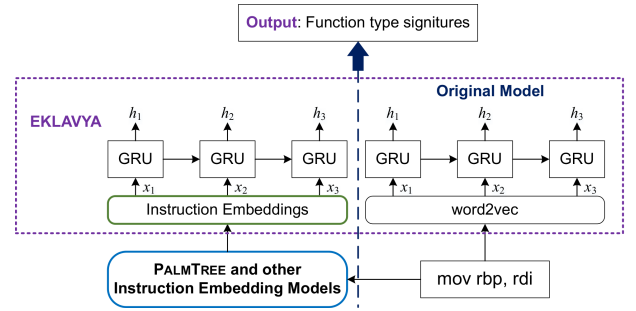 Output: Function type signitures
Original Model
EKLAVYA
h1 h2 h3 h1 h2 h3
GRU GRU GRU GRU GRU GRU
x1 x2 x3 x1 x2 x3
Instruction Embeddings word2vec
PALMTREE and other
Instruction Embedding Models
mov rbp, rdi